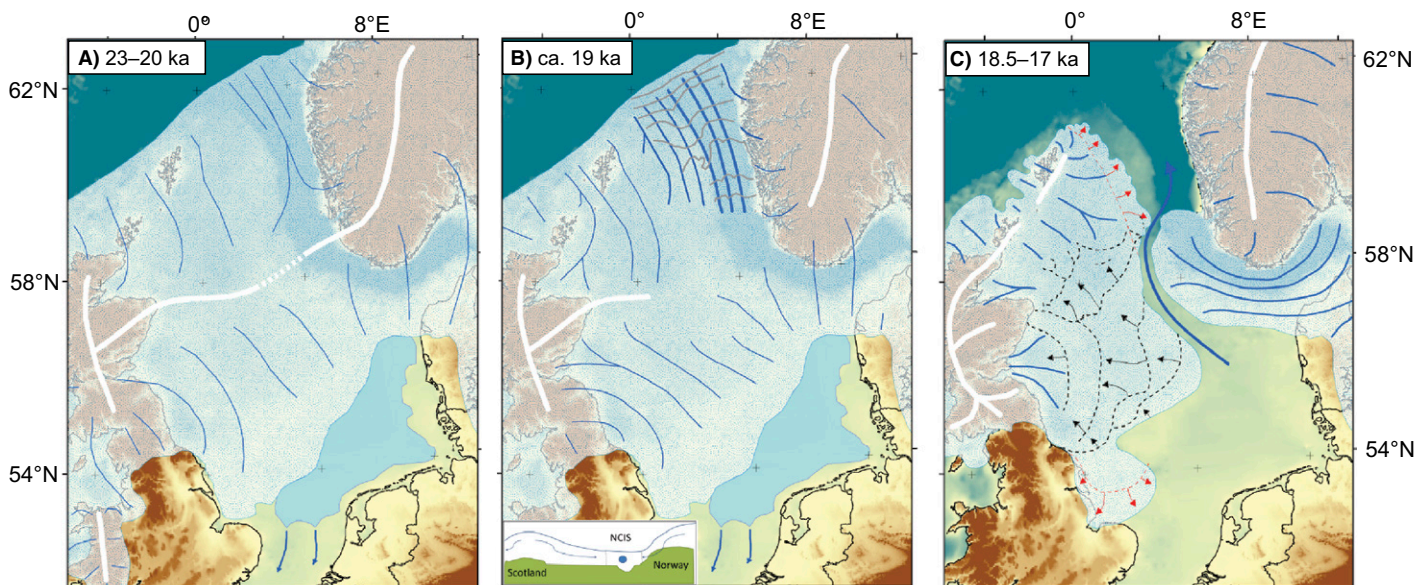 0°
8°E
0°
8°E
0°
8°E
A) 23–20 ka
B) ca. 19 ka
C) 18.5–17 ka
62°N
62°N
58°N
58°N
54°N
54°N
NCIS
Scotland
Norway